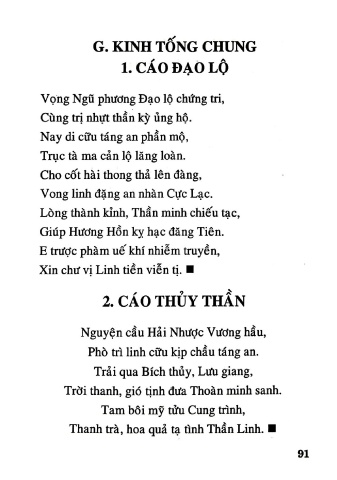 G. KINH TỐNG CHUNG
1. CÁO ĐẠO LỘ
Vọng Ngũ phương Đạo lộ chứng tri,
Cùng trị nhựt thần kỳ ủng hộ.
Nay di cữu táng an phần mộ,
Trục tà ma cản lộ lăng loàn.
Cho cốt hài thong thả lên đàng,
Vong linh đặng an nhàn Cực Lạc.
Lòng thành kỉnh, Thần minh chiếu tạc,
Giúp Hương Hồn kỵ hạc đăng Tiên.
E trược phàm uế khí nhiễm truyền,
Xin chư vị Linh tiền viễn tị. ■
2. CÁO THỦY THẦN
Nguyện cầu Hải Nhược Vương hầu,
Phò trì linh cữu kịp chầu táng an.
Trải qua Bích thủy, Lưu giang,
Trời thanh, gió tịnh đưa Thoàn minh sanh.
Tam bôi mỹ tửu Cung trình,
Thanh trà, hoa quả tạ tình Thần Linh. ■
91